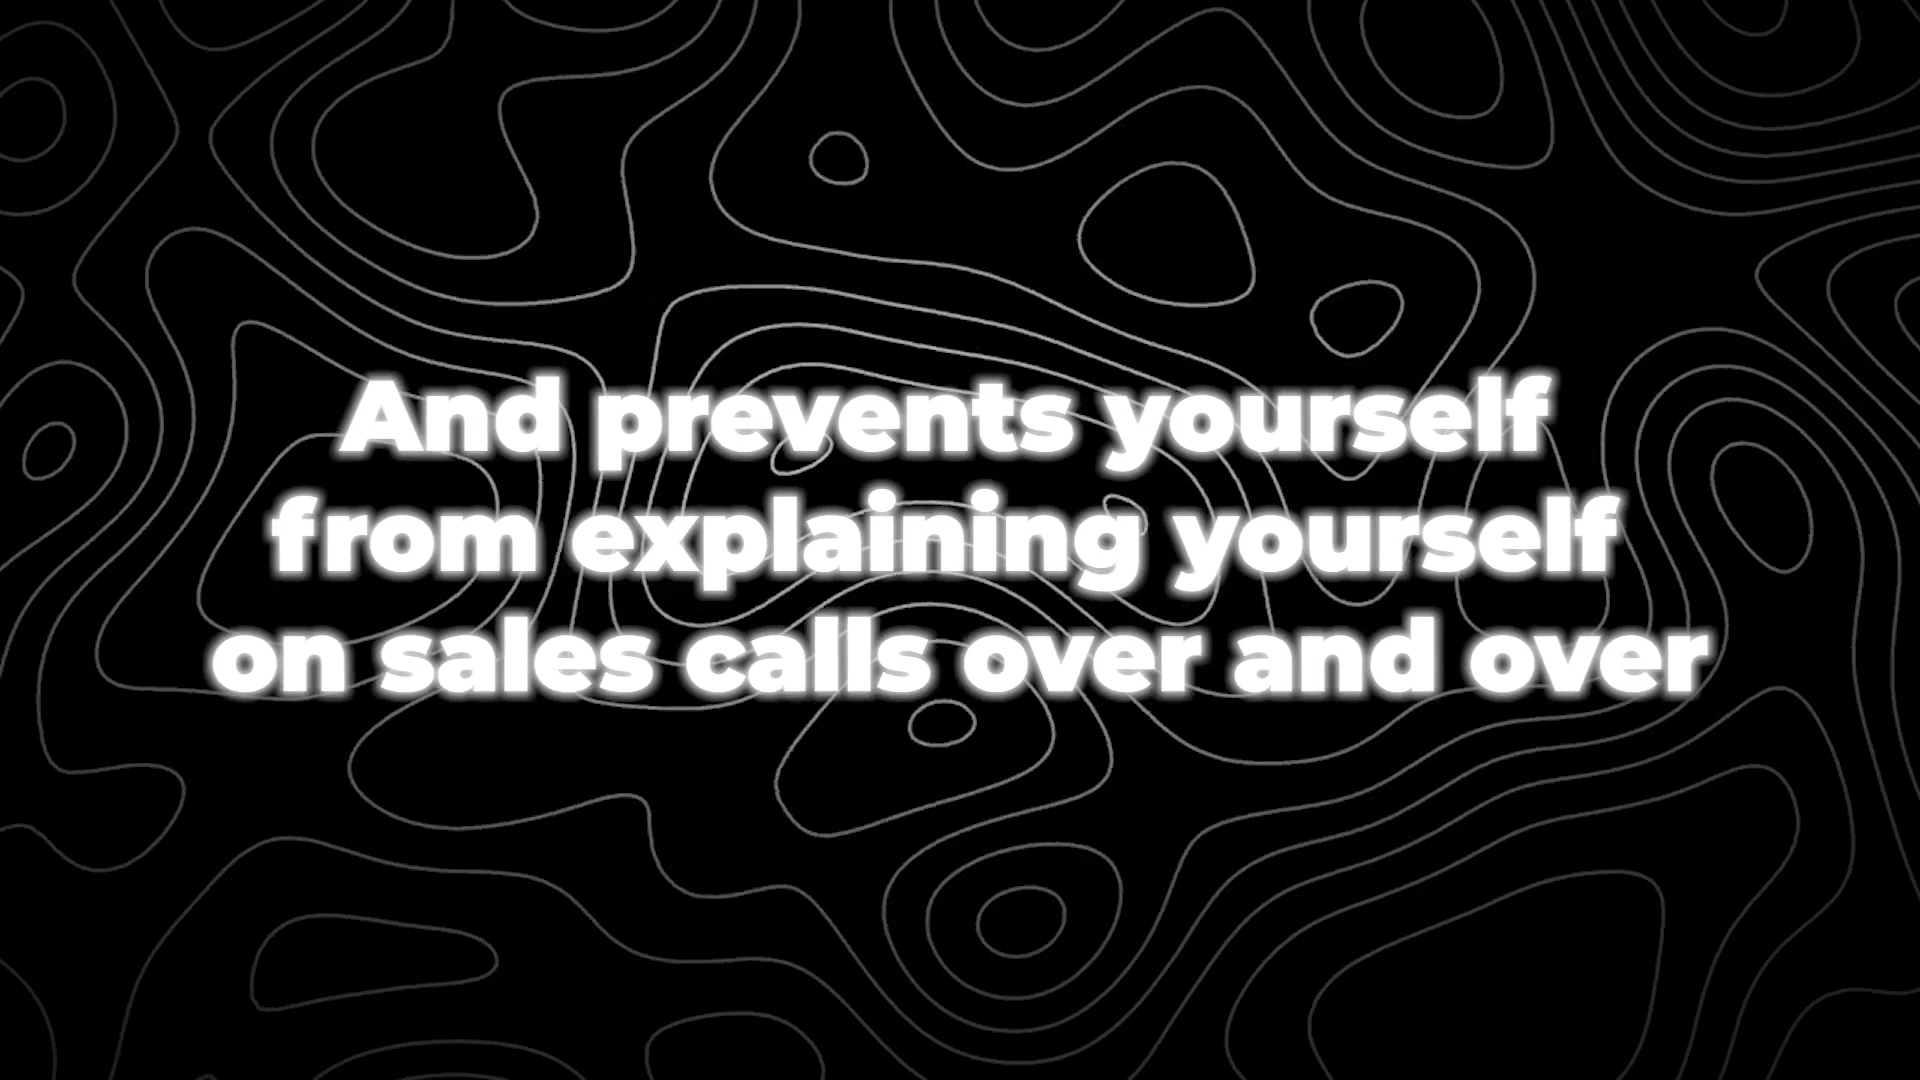 And prevents yourself
from explaining yourself
on sales calls over and over